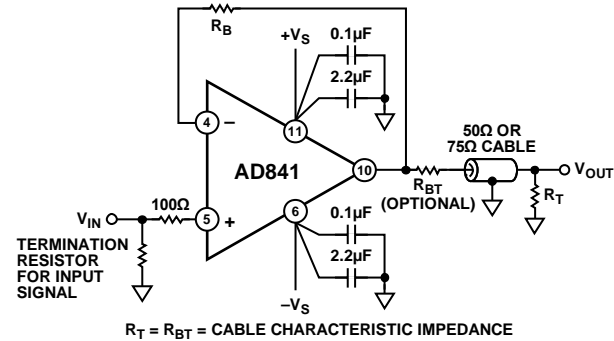 R_B
+V_S
0.1µF
2.2µF
4
−
11
50Ω OR
75Ω CABLE
AD841
10
V_OUT
R_BT
(OPTIONAL)
R_T
V_IN
100Ω
5
+
6
0.1µF
2.2µF
TERMINATION
RESISTOR
FOR INPUT
SIGNAL
−V_S
R_T = R_BT = CABLE CHARACTERISTIC IMPEDANCE